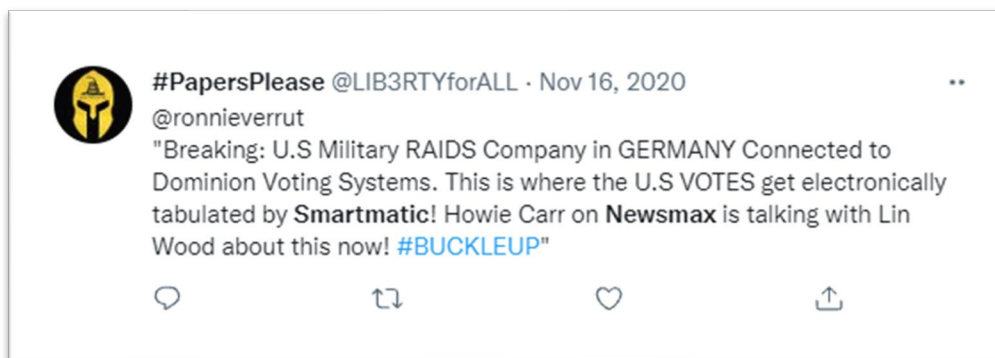 #PapersPlease @LIB3RTYforALL · Nov 16, 2020
@ronnieverrut
"Breaking: U.S Military RAIDS Company in GERMANY Connected to
Dominion Voting Systems. This is where the U.S VOTES get electronically
tabulated by Smartmatic! Howie Carr on Newsmax is talking with Lin
Wood about this now! #BUCKLEUP"